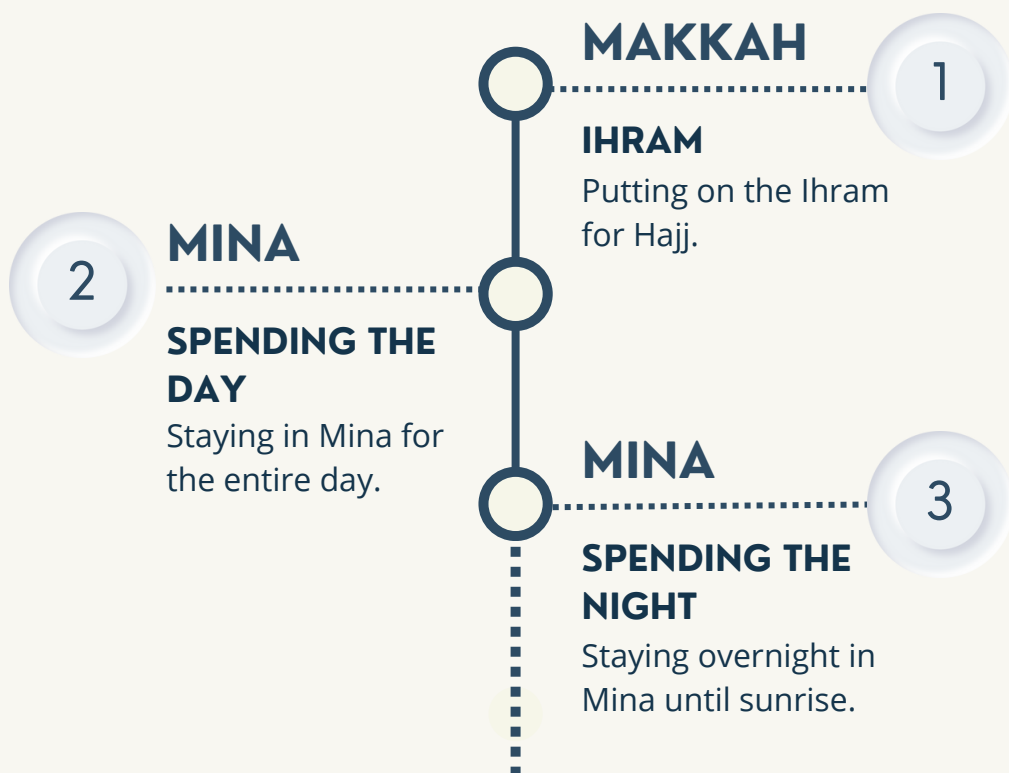 MAKKAH
1
IHRAM
Putting on the Ihram
for Hajj.
2
MINA
SPENDING THE
DAY
Staying in Mina for
the entire day.
MINA
3
SPENDING THE
NIGHT
Staying overnight in
Mina until sunrise.